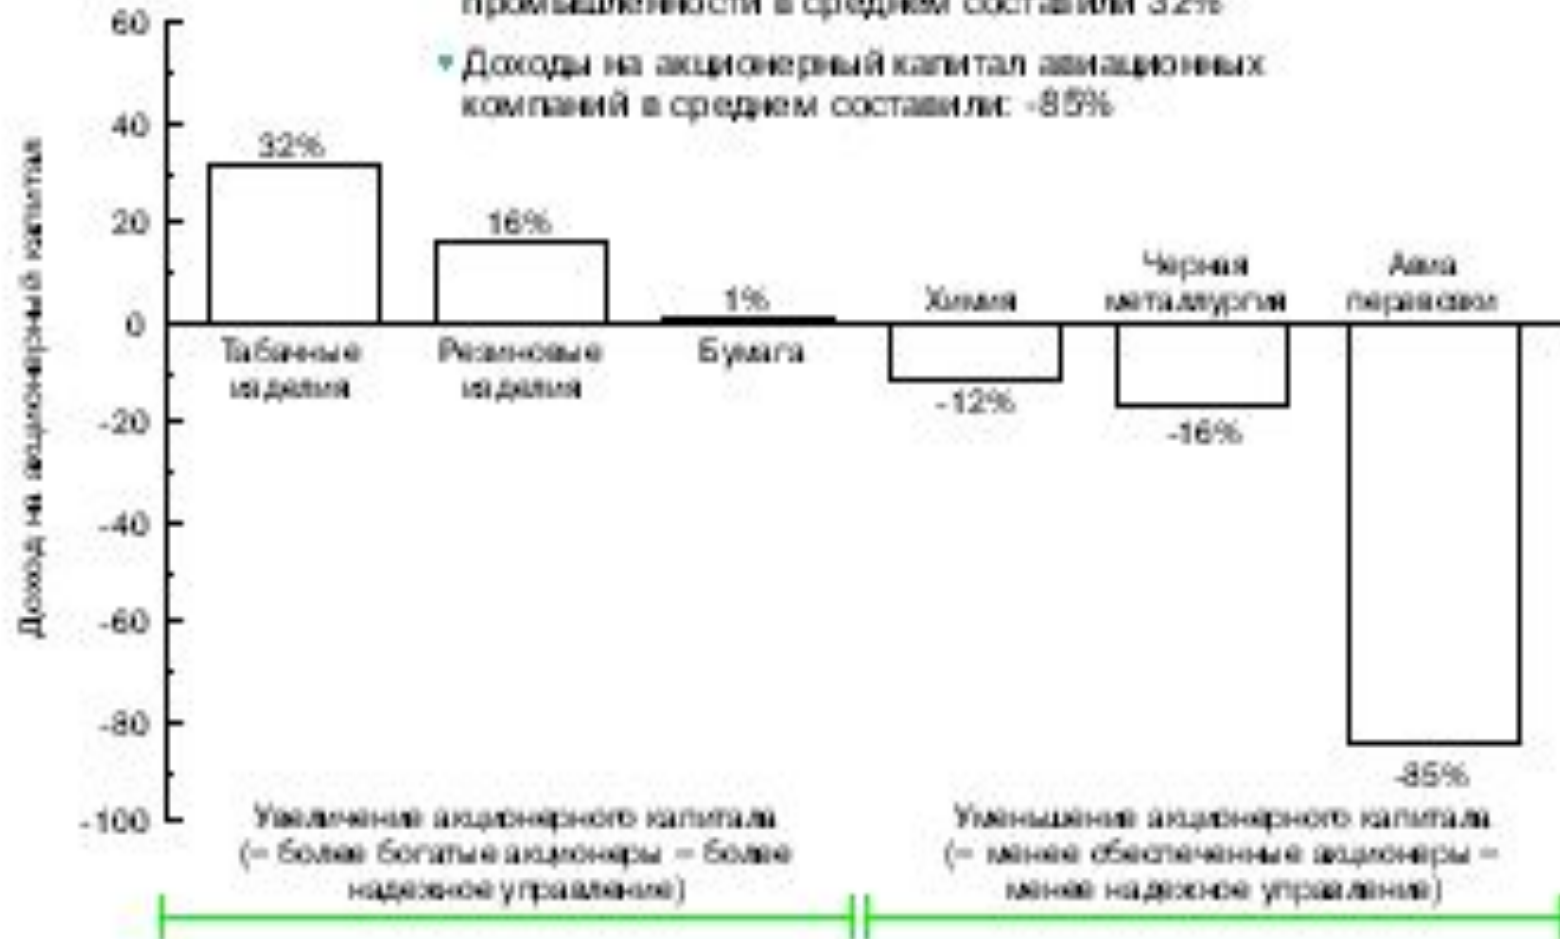 промышленности в среднем составили 32%
Доходы на акционерный капитал авиационных
компаний в среднем составили: -85%
Доход на акционерный капитал
60
40
20
0
-20
-40
-60
-80
-100
32%
16%
1%
Химия
Черная
металлургия
Авиа
перевозки
Табачные
изделия
Резиновые
изделия
Бумага
-12%
-16%
-85%
Увеличение акционерного капитала
(= более богатые акционеры = более
надежное управление)
Уменьшение акционерного капитала
(= менее обеспеченные акционеры =
менее надежное управление)